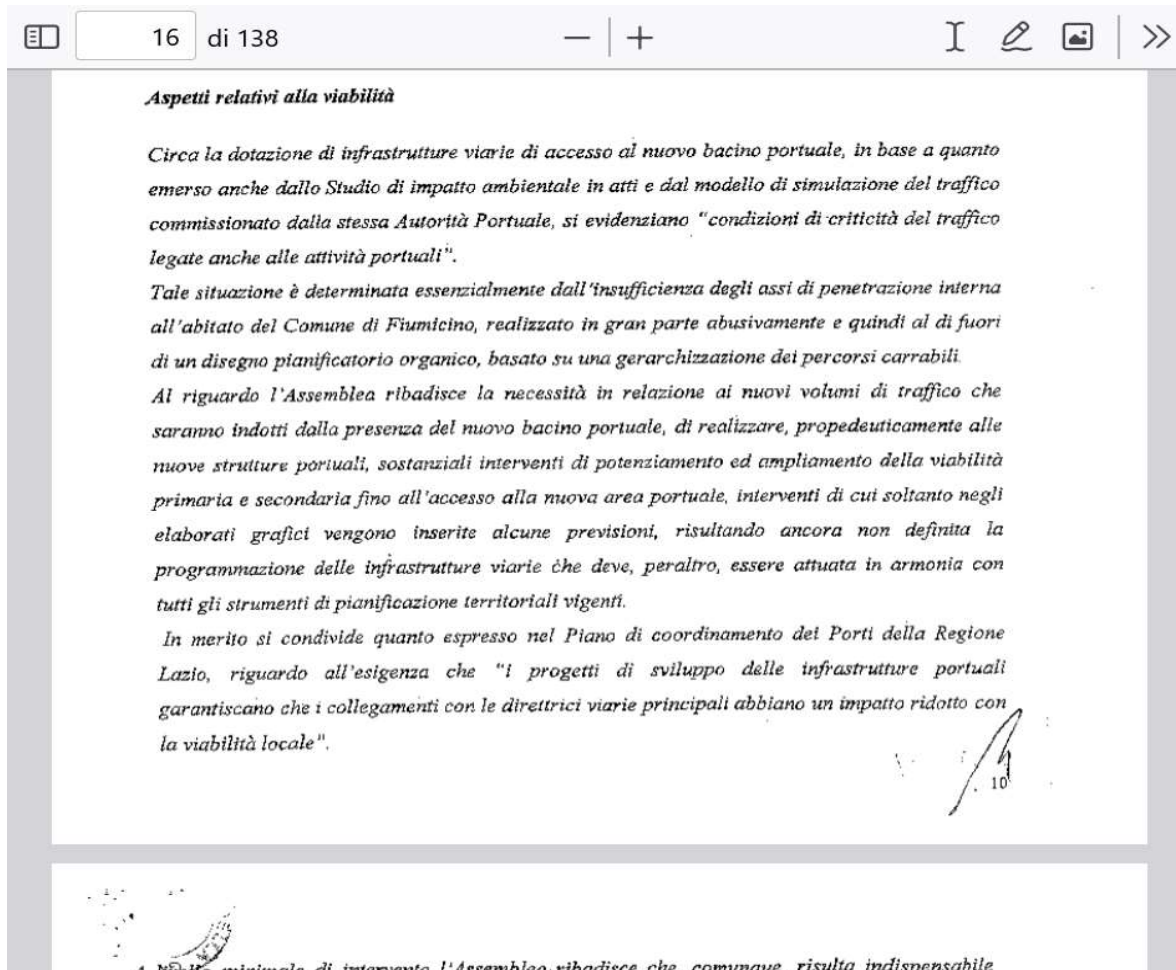 16 di 138
Aspetti relativi alla viabilità
Circa la dotazione di infrastrutture viarie di accesso al nuovo bacino portuale, in base a quanto
emerso anche dallo Studio di impatto ambientale in atti e dal modello di simulazione del traffico
commissionato dalla stessa Autorità Portuale, si evidenziano "condizioni di criticità del traffico
legate anche alle attività portuali".
Tale situazione è determinata essenzialmente dall'insufficienza degli assi di penetrazione interna
all'abitato del Comune di Fiumicino, realizzato in gran parte abusivamente e quindi al di fuori
di un disegno pianificatorio organico, basato su una gerarchizzazione dei percorsi carrabili.
Al riguardo l'Assemblea ribadisce la necessità in relazione ai nuovi volumi di traffico che
saranno indotti dalla presenza del nuovo bacino portuale, di realizzare, propedeuticamente alle
nuove strutture portuali, sostanziali interventi di potenziamento ed ampliamento della viabilità
primaria e secondaria fino all'accesso alla nuova area portuale, interventi di cui soltanto negli
elaborati grafici vengono inserite alcune previsioni, risultando ancora non definita la
programmazione delle infrastrutture viarie che deve, peraltro, essere attuata in armonia con
tutti gli strumenti di pianificazione territoriali vigenti.
In merito si condivide quanto espresso nel Piano di coordinamento dei Porti della Regione
Lazio, riguardo all'esigenza che "i progetti di sviluppo delle infrastrutture portuali
garantiscano che i collegamenti con le direttrici viarie principali abbiano un impatto ridotto con
la viabilità locale".
10
minimale di intervento l'Assemblea ribadisce che, comunque, risulta indispensabile